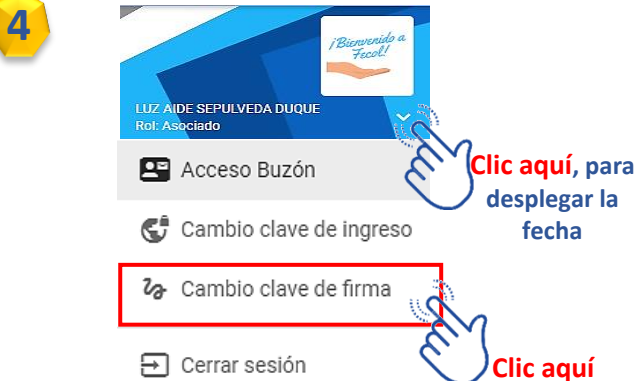 4
¡Bienvenido a
Fecol!
LUZ AIDE SEPULVEDA DUQUE
Rol: Asociado
Acceso Buzón
Clic aquí, para
desplegar la
fecha
Cambio clave de ingreso
Cambio clave de firma
Cerrar sesión
Clic aquí